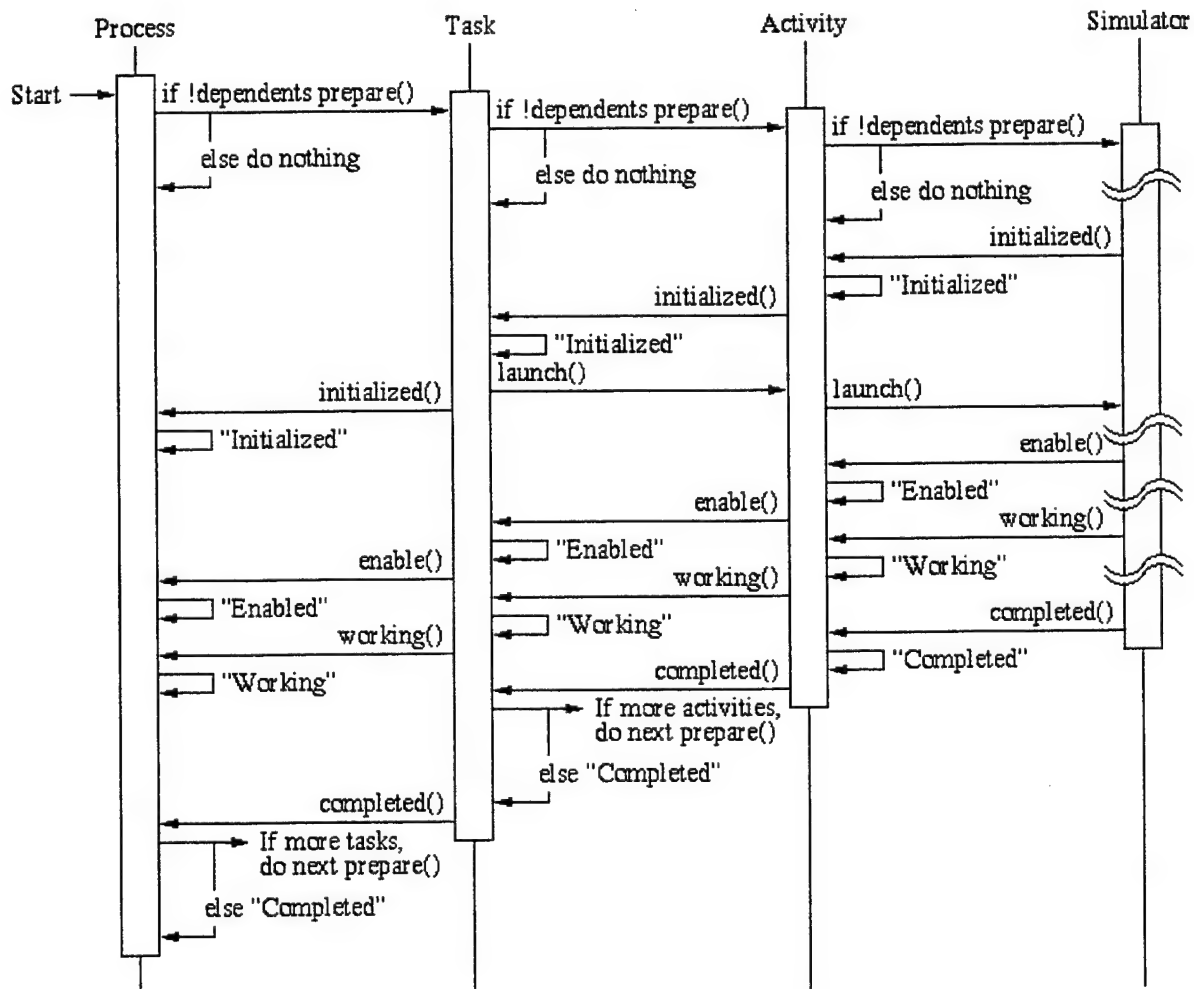 Process
Task
Activity
Simulator
Start
if !dependents prepare()
if !dependents prepare()
if !dependents prepare()
else do nothing
else do nothing
else do nothing
initialized()
"Initialized"
initialized()
"Initialized"
launch()
launch()
initialized()
"Initialized"
enable()
"Enabled"
enable()
working()
"Enabled"
enable()
"Working"
working()
"Enabled"
completed()
"Working"
working()
"Completed"
completed()
"Working"
If more activities,
do next prepare()
else "Completed"
completed()
If more tasks,
do next prepare()
else "Completed"